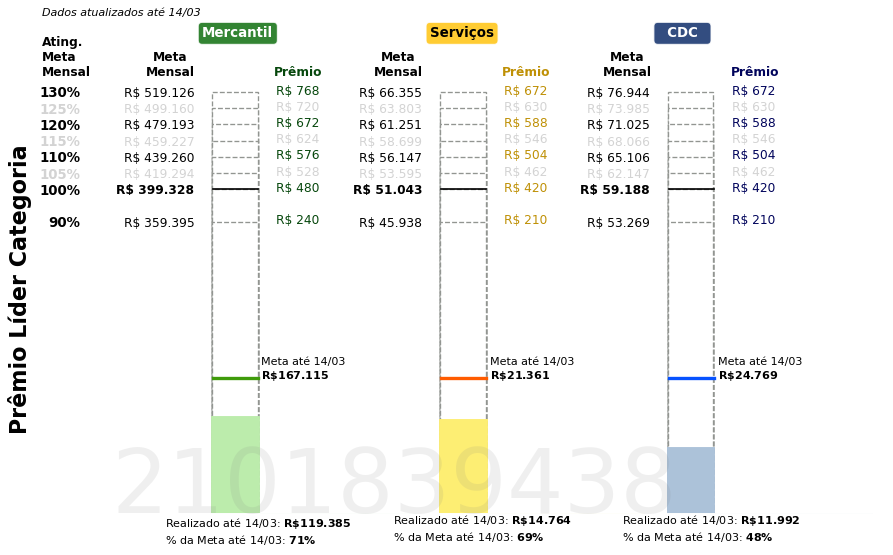 Dados atualizados até 14/03
Mercantil Serviços CDC
Ating. Meta Mensal Meta Mensal Prêmio Meta Mensal Prêmio Meta Mensal Prêmio
130% R$ 519.126 R$ 768 R$ 66.355 R$ 672 R$ 76.944 R$ 672
125% R$ 499.160 R$ 720 R$ 63.803 R$ 630 R$ 73.985 R$ 630
120% R$ 479.193 R$ 672 R$ 61.251 R$ 588 R$ 71.025 R$ 588
115% R$ 459.227 R$ 624 R$ 58.699 R$ 546 R$ 68.066 R$ 546
110% R$ 439.260 R$ 576 R$ 56.147 R$ 504 R$ 65.106 R$ 504
105% R$ 419.294 R$ 528 R$ 53.595 R$ 462 R$ 62.147 R$ 462
100% R$ 399.328 R$ 480 R$ 51.043 R$ 420 R$ 59.188 R$ 420
90% R$ 359.395 R$ 240 R$ 45.938 R$ 210 R$ 53.269 R$ 210
Prêmio Líder Categoria
Meta até 14/03 Meta até 14/03 Meta até 14/03
R$167.115 R$21.361 R$24.769
2101839438
Realizado até 14/03: R$119.385 Realizado até 14/03: R$14.764 Realizado até 14/03: R$11.992
% da Meta até 14/03: 71% % da Meta até 14/03: 69% % da Meta até 14/03: 48%